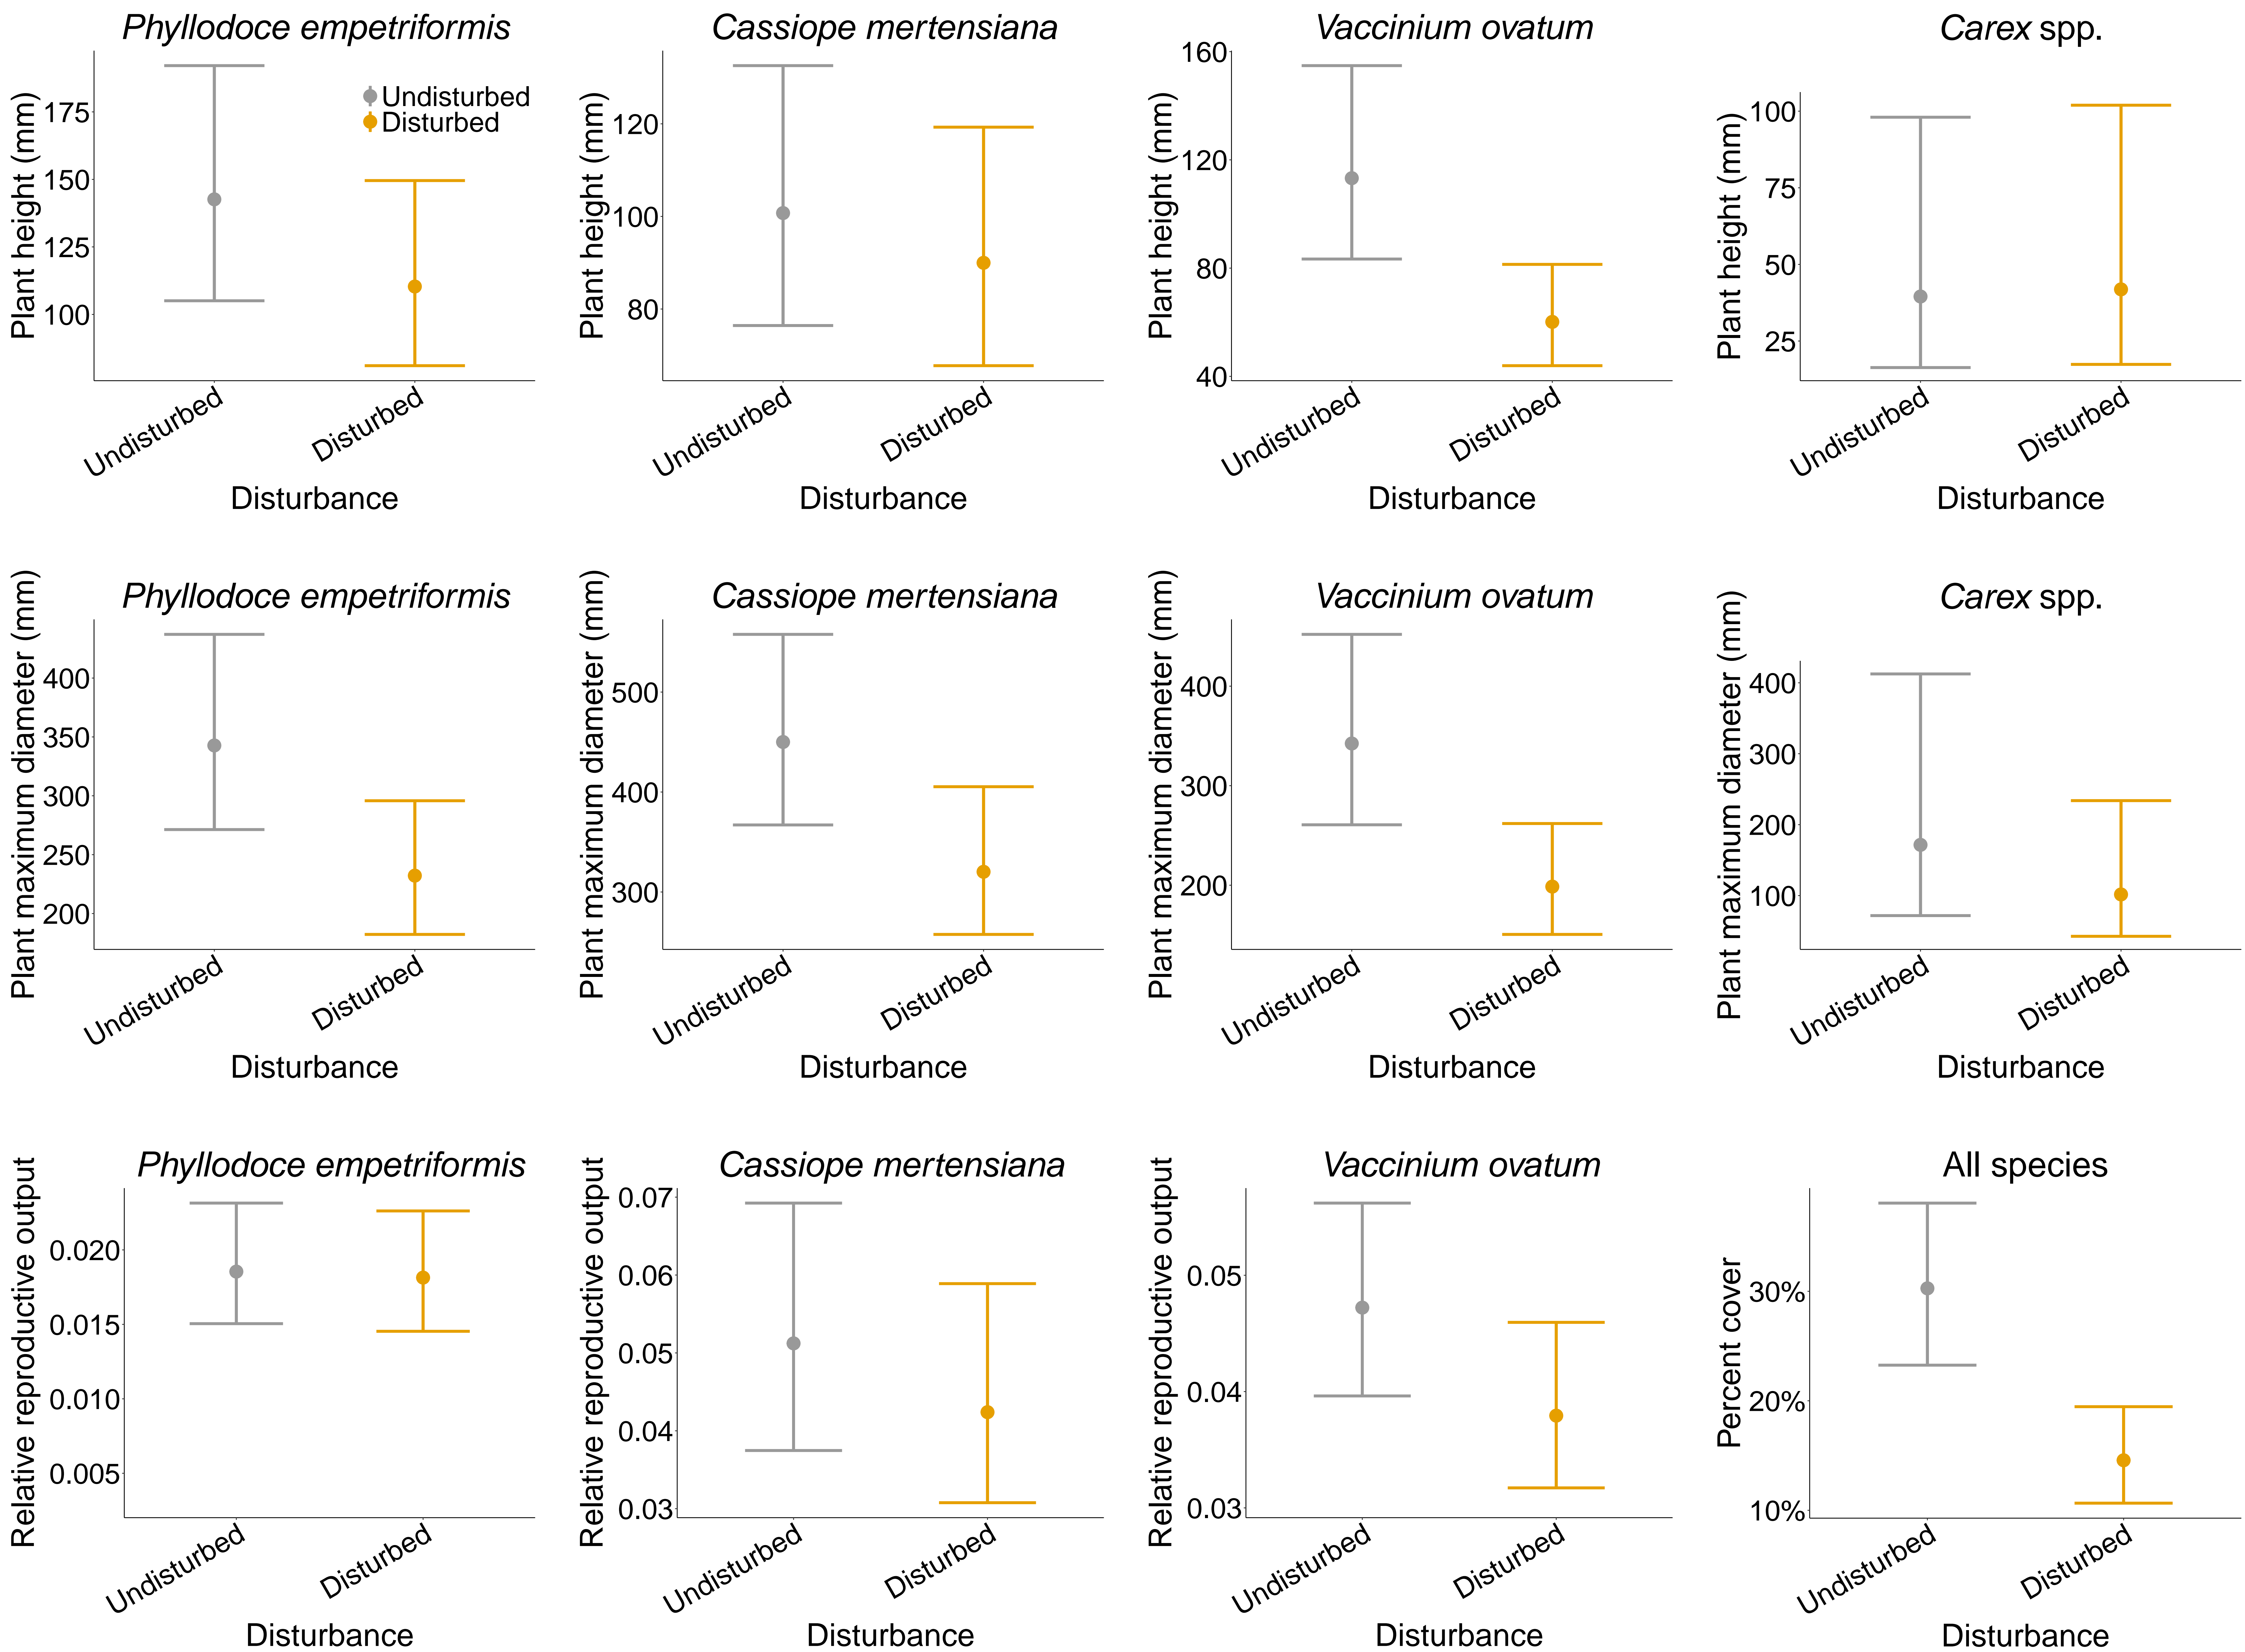 Phyllodoce empetriformis
Plant height (mm)
175
150
125
100
Undisturbed
Disturbed
Undisturbed
Disturbed
Disturbance
Cassiope mertensiana
Plant height (mm)
120
100
80
Undisturbed
Disturbed
Disturbance
Vaccinium ovatum
Plant height (mm)
160
120
80
40
Undisturbed
Disturbed
Disturbance
Carex spp.
Plant height (mm)
100
75
50
25
Undisturbed
Disturbed
Disturbance
Phyllodoce empetriformis
Plant maximum diameter (mm)
400
350
300
250
200
Undisturbed
Disturbed
Disturbance
Cassiope mertensiana
Plant maximum diameter (mm)
500
400
300
Undisturbed
Disturbed
Disturbance
Vaccinium ovatum
Plant maximum diameter (mm)
400
300
200
Undisturbed
Disturbed
Disturbance
Carex spp.
Plant maximum diameter (mm)
400
300
200
100
Undisturbed
Disturbed
Disturbance
Phyllodoce empetriformis
Relative reproductive output
0.020
0.015
0.010
0.005
Undisturbed
Disturbed
Disturbance
Cassiope mertensiana
Relative reproductive output
0.07
0.06
0.05
0.04
0.03
Undisturbed
Disturbed
Disturbance
Vaccinium ovatum
Relative reproductive output
0.05
0.04
0.03
Undisturbed
Disturbed
Disturbance
All species
Percent cover
30%
20%
10%
Undisturbed
Disturbed
Disturbance